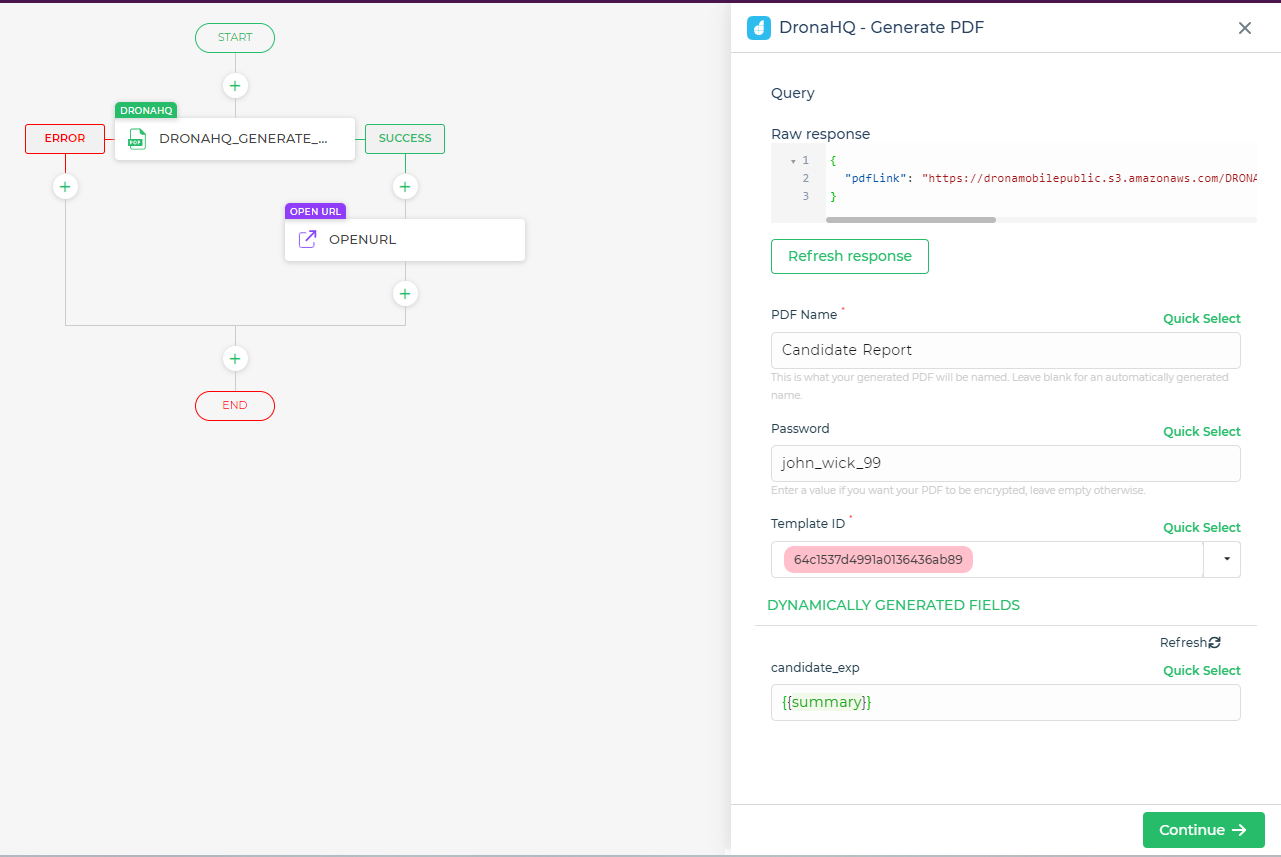 START
DRONAHQ
ERROR
DRONAHQ_GENERATE_...
SUCCESS
OPEN URL
OPENURL
END
DronaHQ - Generate PDF
Query
Raw response
1 {
2 "pdfLink": "https://dronamobilepublic.s3.amazonaws.com/DRONA
3 }
Refresh response
PDF Name *
Quick Select
Candidate Report
This is what your generated PDF will be named. Leave blank for an automatically generated
name.
Password
Quick Select
john_wick_99
Enter a value if you want your PDF to be encrypted, leave empty otherwise.
Template ID *
Quick Select
64c1537d4991a0136436ab89
DYNAMICALLY GENERATED FIELDS
Refresh
candidate_exp
Quick Select
{{summary}}
Continue